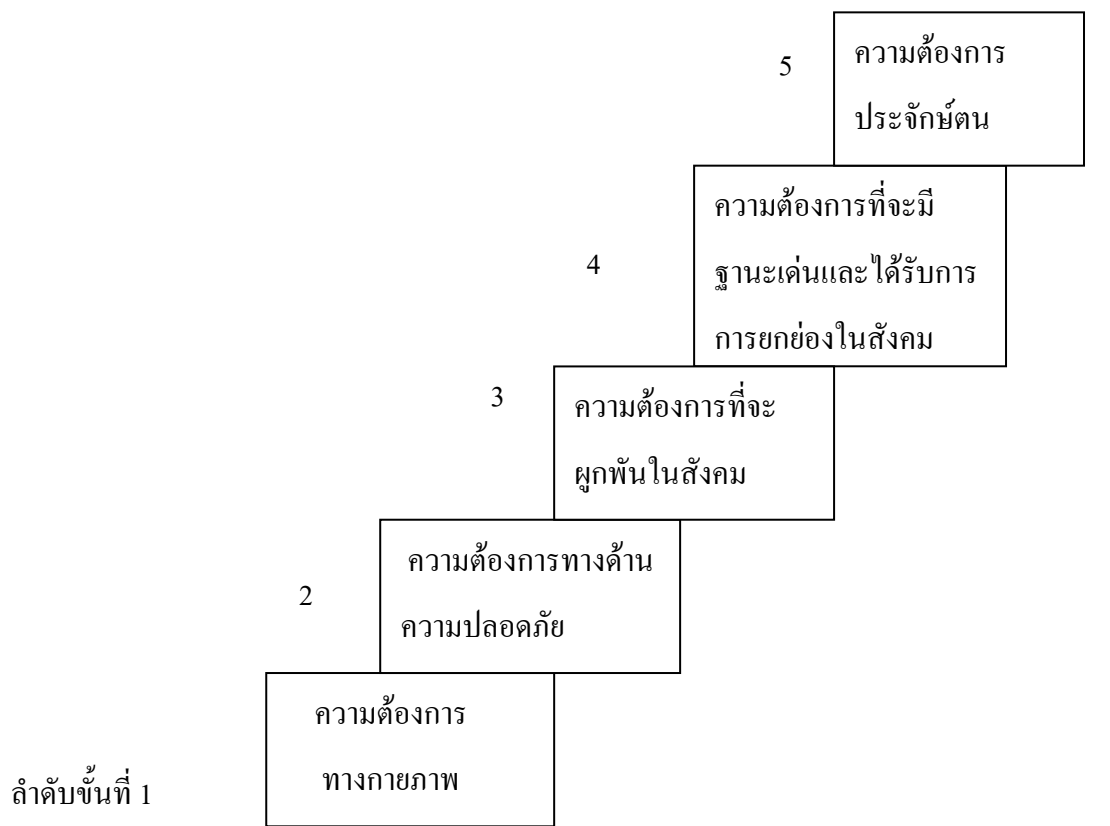 5
ความต้องการ
ประจักษ์ตน
4
ความต้องการที่จะมี
ฐานะเด่นและได้รับการ
การยกย่องในสังคม
3
ความต้องการที่จะ
ผูกพันในสังคม
2
ความต้องการทางด้าน
ความปลอดภัย
ความต้องการ
ทางกายภาพ
ลำดับขั้นที่ 1